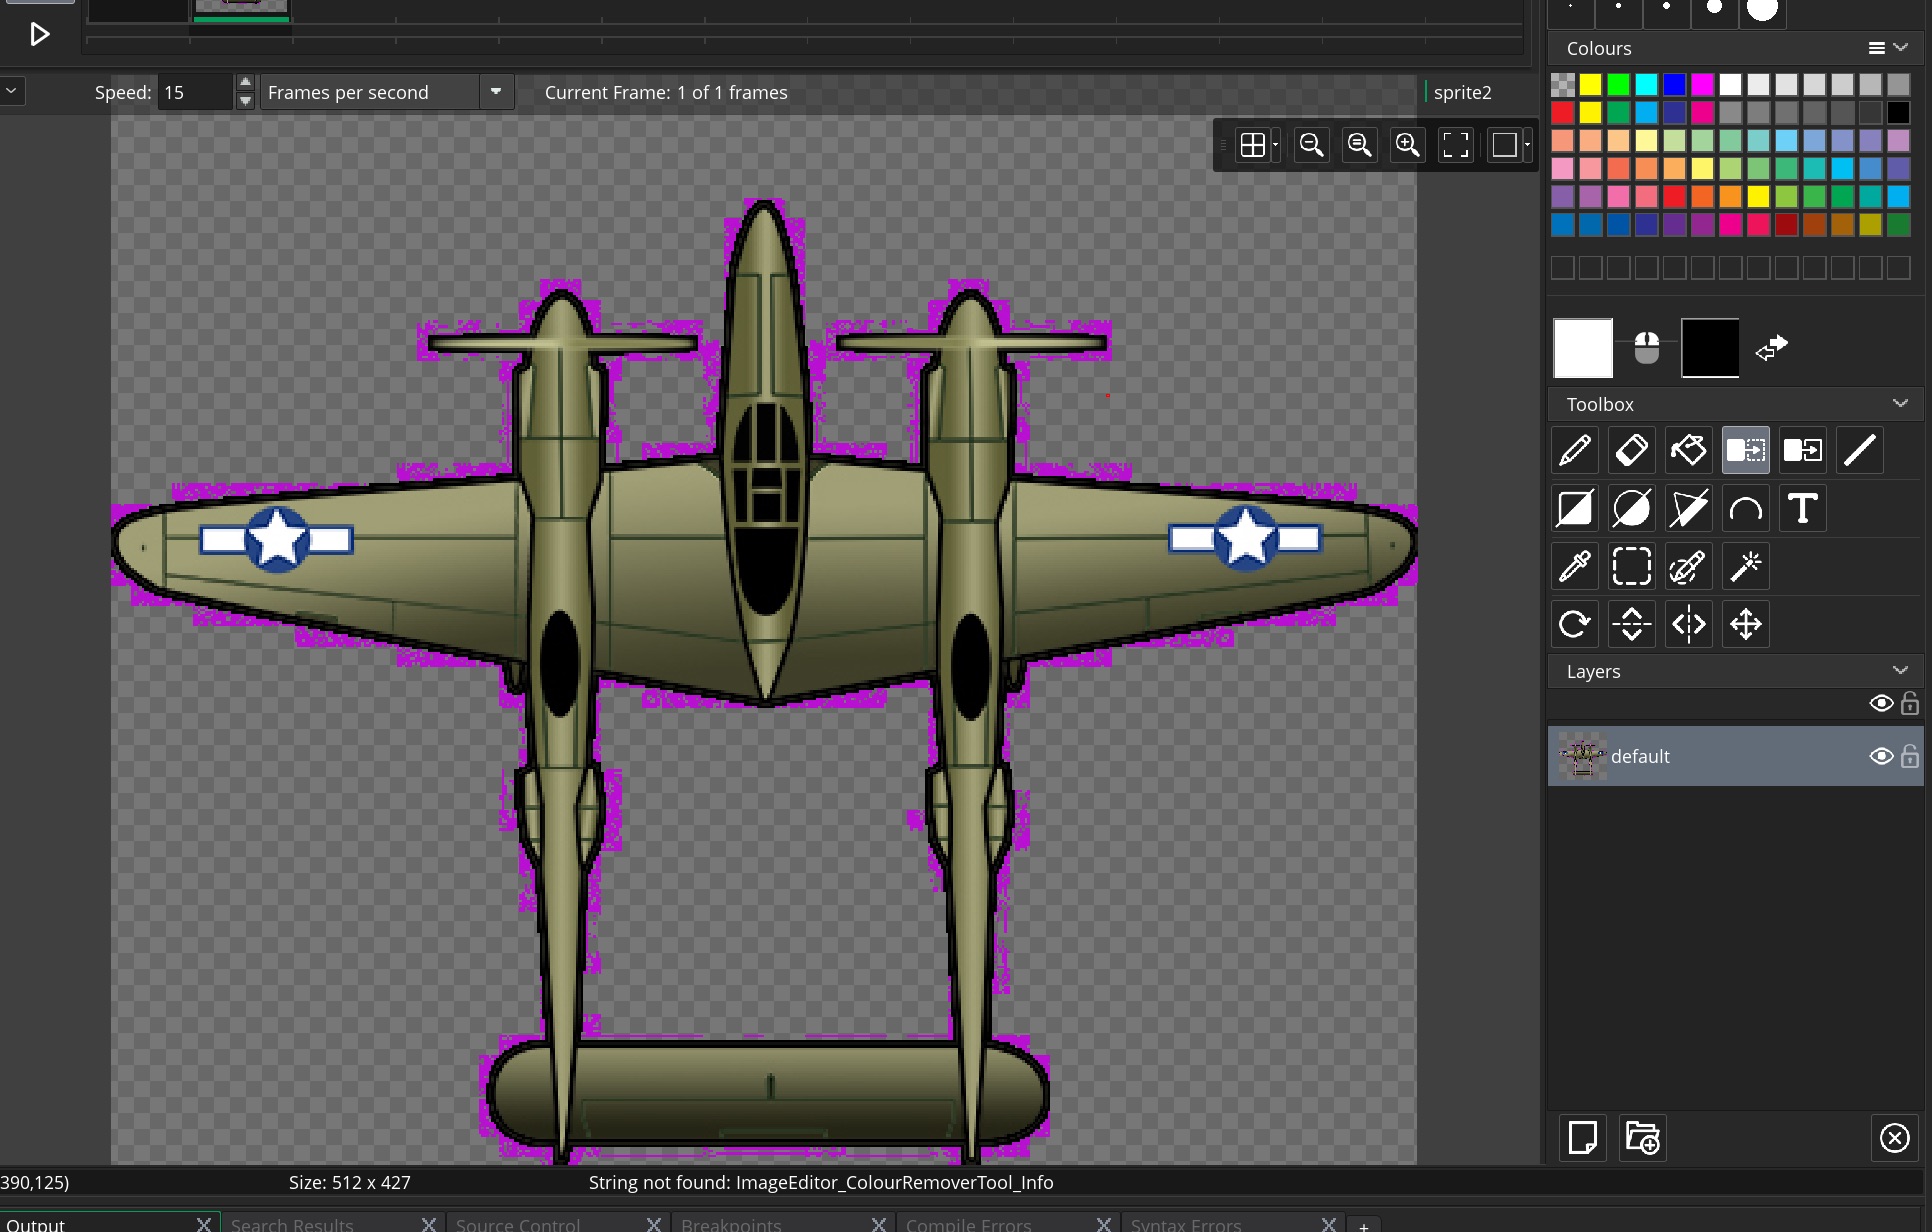 Colours
Speed: 15 Frames per second Current Frame: 1 of 1 frames sprite2
Toolbox
T
Layers
default
390,125) Size: 512 x 427 String not found: ImageEditor_ColourRemoverTool_Info
Output Search Results Source Control Breakpoints Compile Errors Syntax Errors +